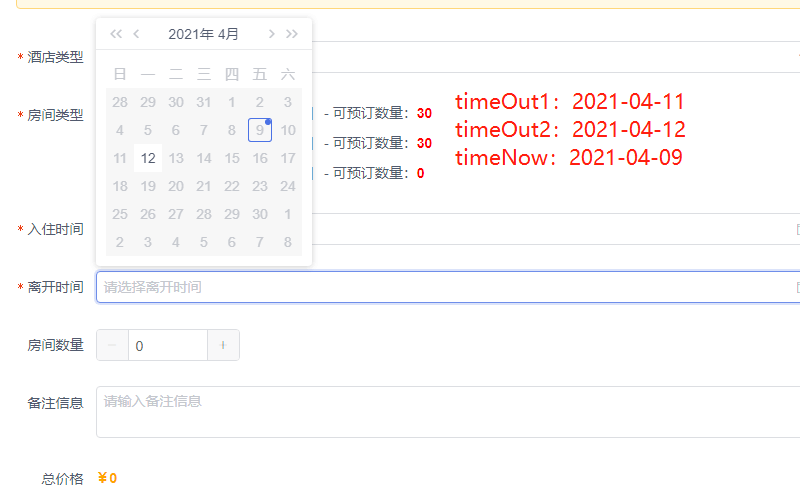 2021年 4月
日 一 二 三 四 五 六
28 29 30 31 1 2 3
4 5 6 7 8 9 10
11 12 13 14 15 16 17
18 19 20 21 22 23 24
25 26 27 28 29 30 1
2 3 4 5 6 7 8
* 酒店类型
* 房间类型
- 可预订数量：30
- 可预订数量：30
- 可预订数量：0
timeOut1：2021-04-11
timeOut2：2021-04-12
timeNow：2021-04-09
* 入住时间
* 离开时间 请选择离开时间
房间数量 － 0 +
备注信息 请输入备注信息
总价格 ￥0